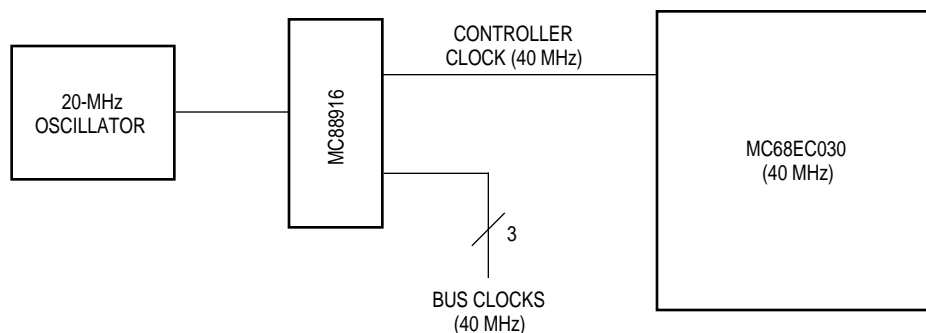 20-MHz
OSCILLATOR
MC88916
CONTROLLER
CLOCK (40 MHz)
3
BUS CLOCKS
(40 MHz)
MC68EC030
(40 MHz)